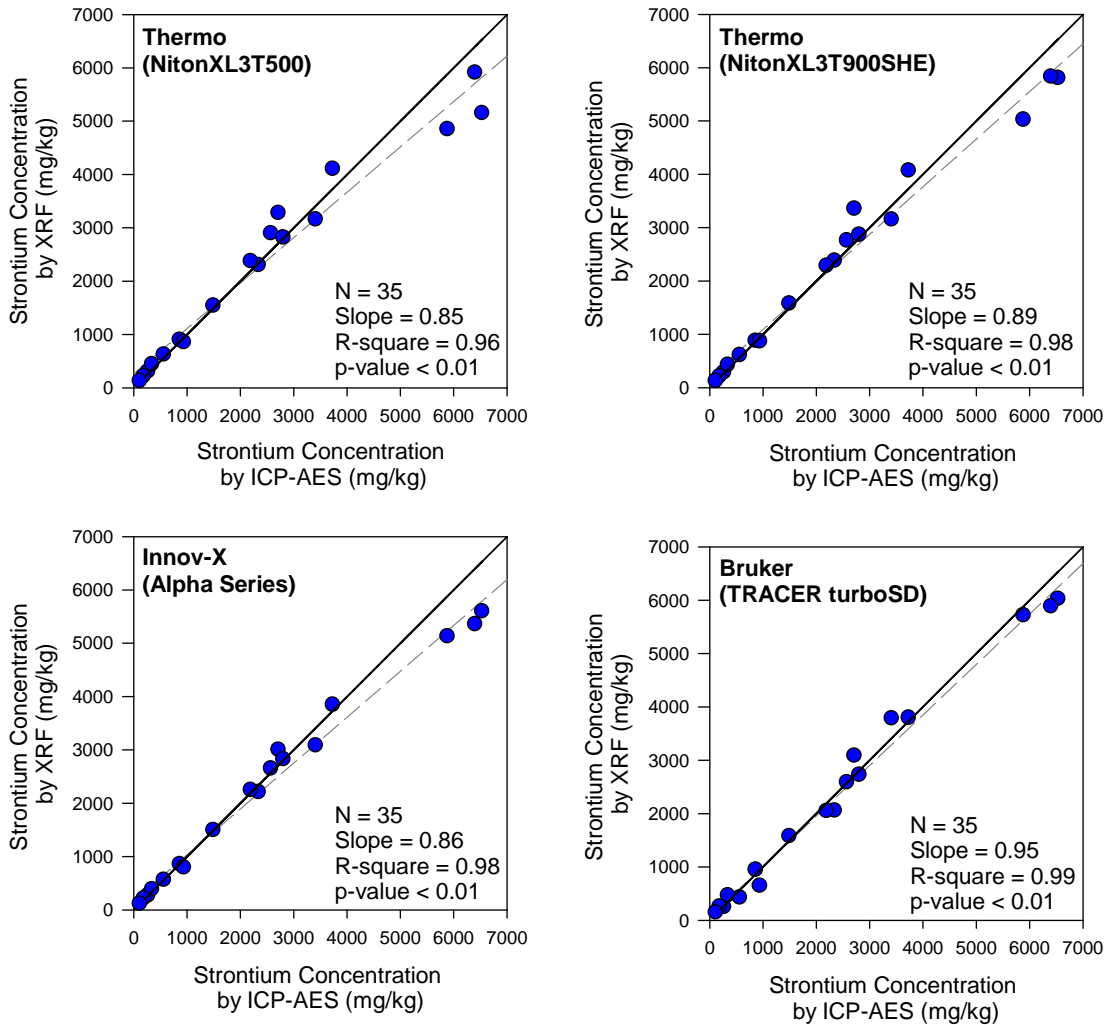 Thermo
(NitonXL3T500)
7000
6000
5000
4000
3000
2000
1000
0
Strontium Concentration
by XRF (mg/kg)
N = 35
Slope = 0.85
R-square = 0.96
p-value < 0.01
0 1000 2000 3000 4000 5000 6000 7000
Strontium Concentration
by ICP-AES (mg/kg)
Thermo
(NitonXL3T900SHE)
7000
6000
5000
4000
3000
2000
1000
0
Strontium Concentration
by XRF (mg/kg)
N = 35
Slope = 0.89
R-square = 0.98
p-value < 0.01
0 1000 2000 3000 4000 5000 6000 7000
Strontium Concentration
by ICP-AES (mg/kg)
Innov-X
(Alpha Series)
7000
6000
5000
4000
3000
2000
1000
0
Strontium Concentration
by XRF (mg/kg)
N = 35
Slope = 0.86
R-square = 0.98
p-value < 0.01
0 1000 2000 3000 4000 5000 6000 7000
Strontium Concentration
by ICP-AES (mg/kg)
Bruker
(TRACER turboSD)
7000
6000
5000
4000
3000
2000
1000
0
Strontium Concentration
by XRF (mg/kg)
N = 35
Slope = 0.95
R-square = 0.99
p-value < 0.01
0 1000 2000 3000 4000 5000 6000 7000
Strontium Concentration
by ICP-AES (mg/kg)